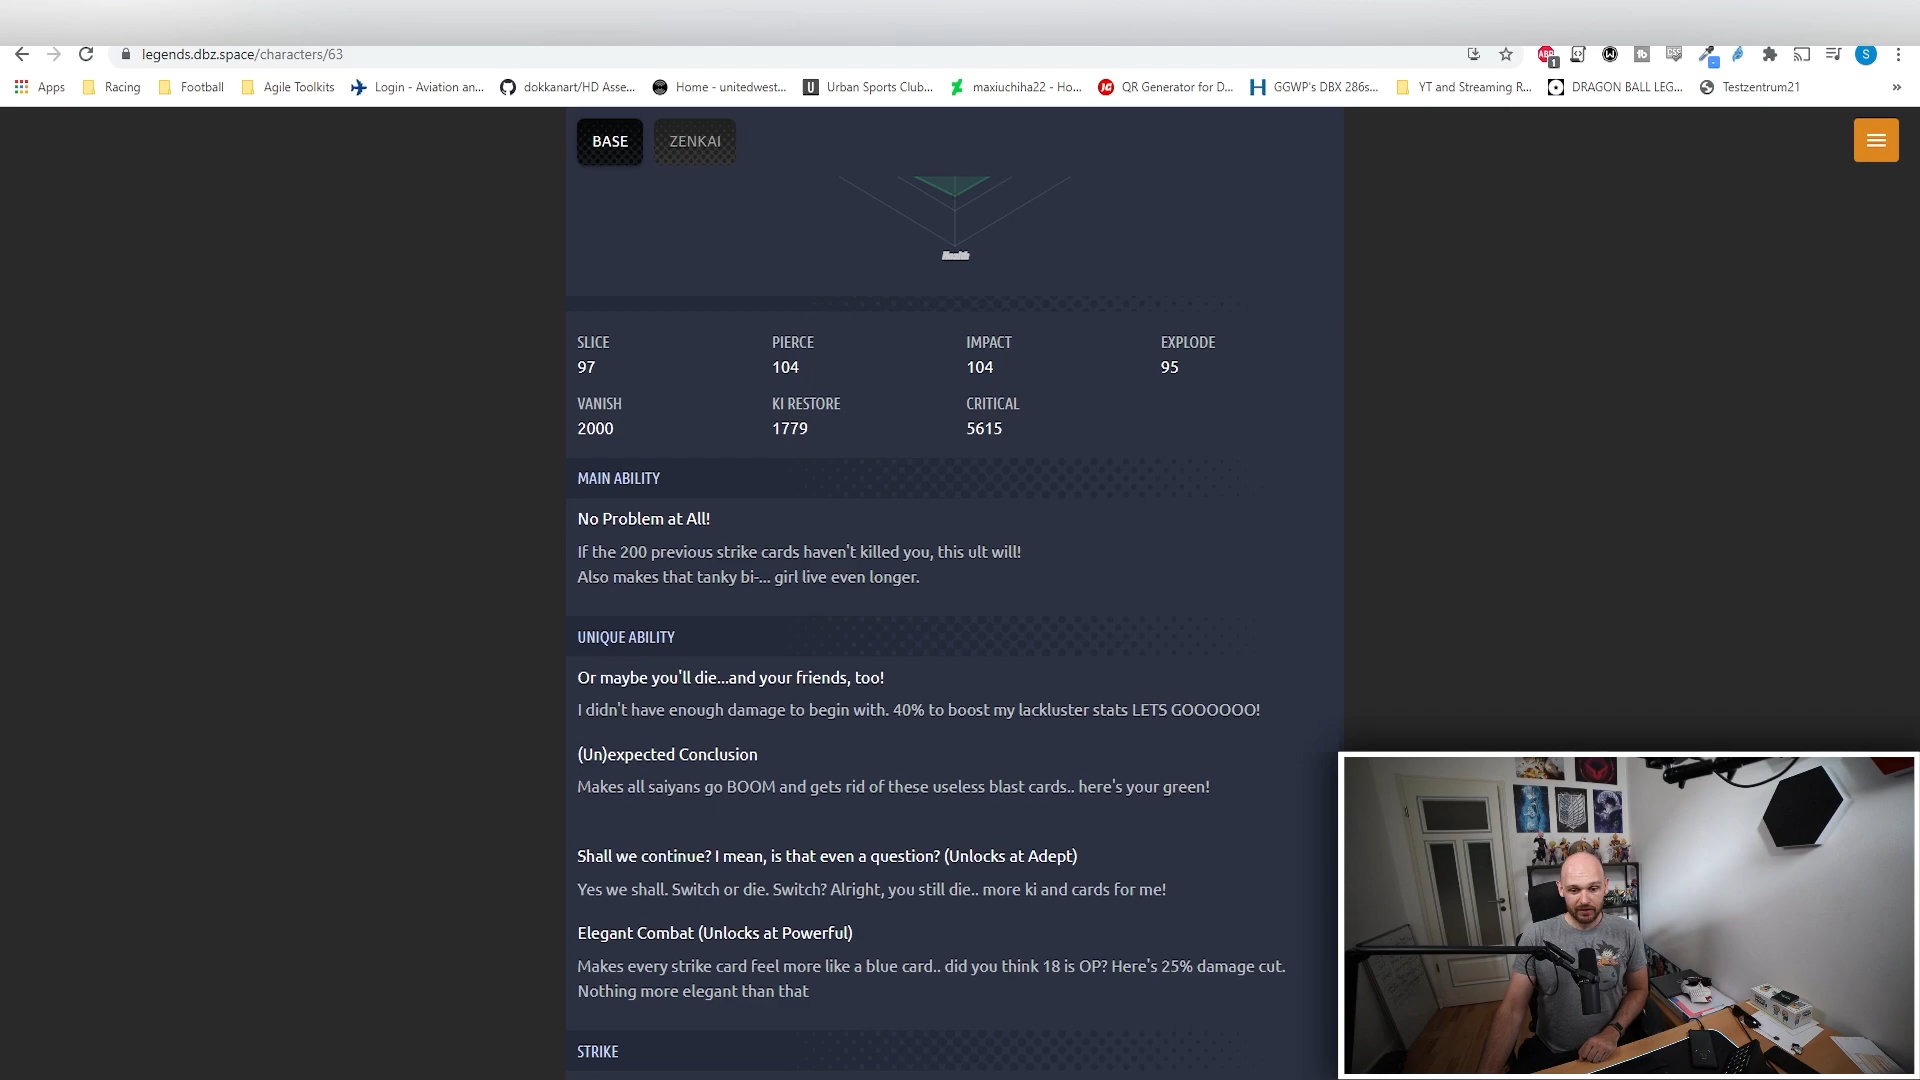 legends.dbz.space/characters/63
1
S
Apps
Racing
Football
Agile Toolkits
Login - Aviation an...
dokkanart/HD Asse...
Home - unitedwest...
Urban Sports Club...
maxiuchiha22 - Ho...
QR Generator for D...
GGWP's DBX 286s...
YT and Streaming R...
DRAGON BALL LEG...
Testzentrum21
»
BASE
ZENKAI
Health
SLICE
PIERCE
IMPACT
EXPLODE
97
104
104
95
VANISH
KI RESTORE
CRITICAL
2000
1779
5615
MAIN ABILITY
No Problem at All!
If the 200 previous strike cards haven't killed you, this ult will!
Also makes that tanky bi-... girl live even longer.
UNIQUE ABILITY
Or maybe you'll die...and your friends, too!
I didn't have enough damage to begin with. 40% to boost my lackluster stats LETS GOOOOOO!
(Un)expected Conclusion
Makes all saiyans go BOOM and gets rid of these useless blast cards.. here's your green!
Shall we continue? I mean, is that even a question? (Unlocks at Adept)
Yes we shall. Switch or die. Switch? Alright, you still die.. more ki and cards for me!
Elegant Combat (Unlocks at Powerful)
Makes every strike card feel more like a blue card.. did you think 18 is OP? Here's 25% damage cut.
Nothing more elegant than that
STRIKE